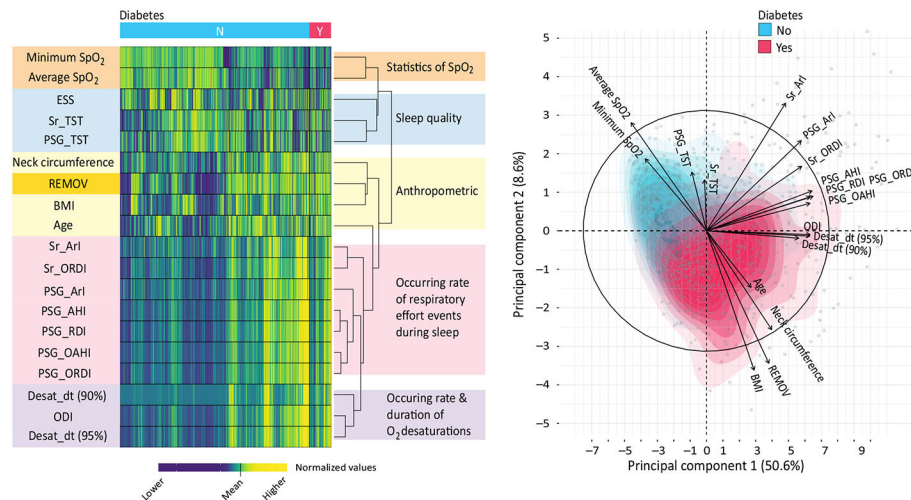 Diabetes
N
Y
Minimum SpO2
Average SpO2
ESS
Sr_TST
PSG_TST
Neck circumference
REMOV
BMI
Age
Sr_ArI
Sr_ORDI
PSG_ArI
PSG_AHI
PSG_RDI
PSG_OAHI
PSG_ORDI
Desat_dt (90%)
ODI
Desat_dt (95%)
Statistics of SpO2
Sleep quality
Anthropometric
Occurring rate
of respiratory
effort events
during sleep
Occuring rate &
duration of
O2 desaturations
Normalized values
Lower
Mean
Higher
Diabetes
No
Yes
Principal component 2 (8.6%)
5
4
3
2
1
0
−1
−2
−3
−4
−5
Average SpO2
Minimum SpO2
PSG_TST
Sr_TST
Sr_ArI
PSG_ArI
Sr_ORDI
PSG_AHI
PSG_RDI PSG_ORDI
PSG_OAHI
ODI
Desat_dt (95%)
Desat_dt (90%)
Age
Neck circumference
REMOV
BMI
−7 −5 −3 −1 0 1 3 5 7 9
Principal component 1 (50.6%)